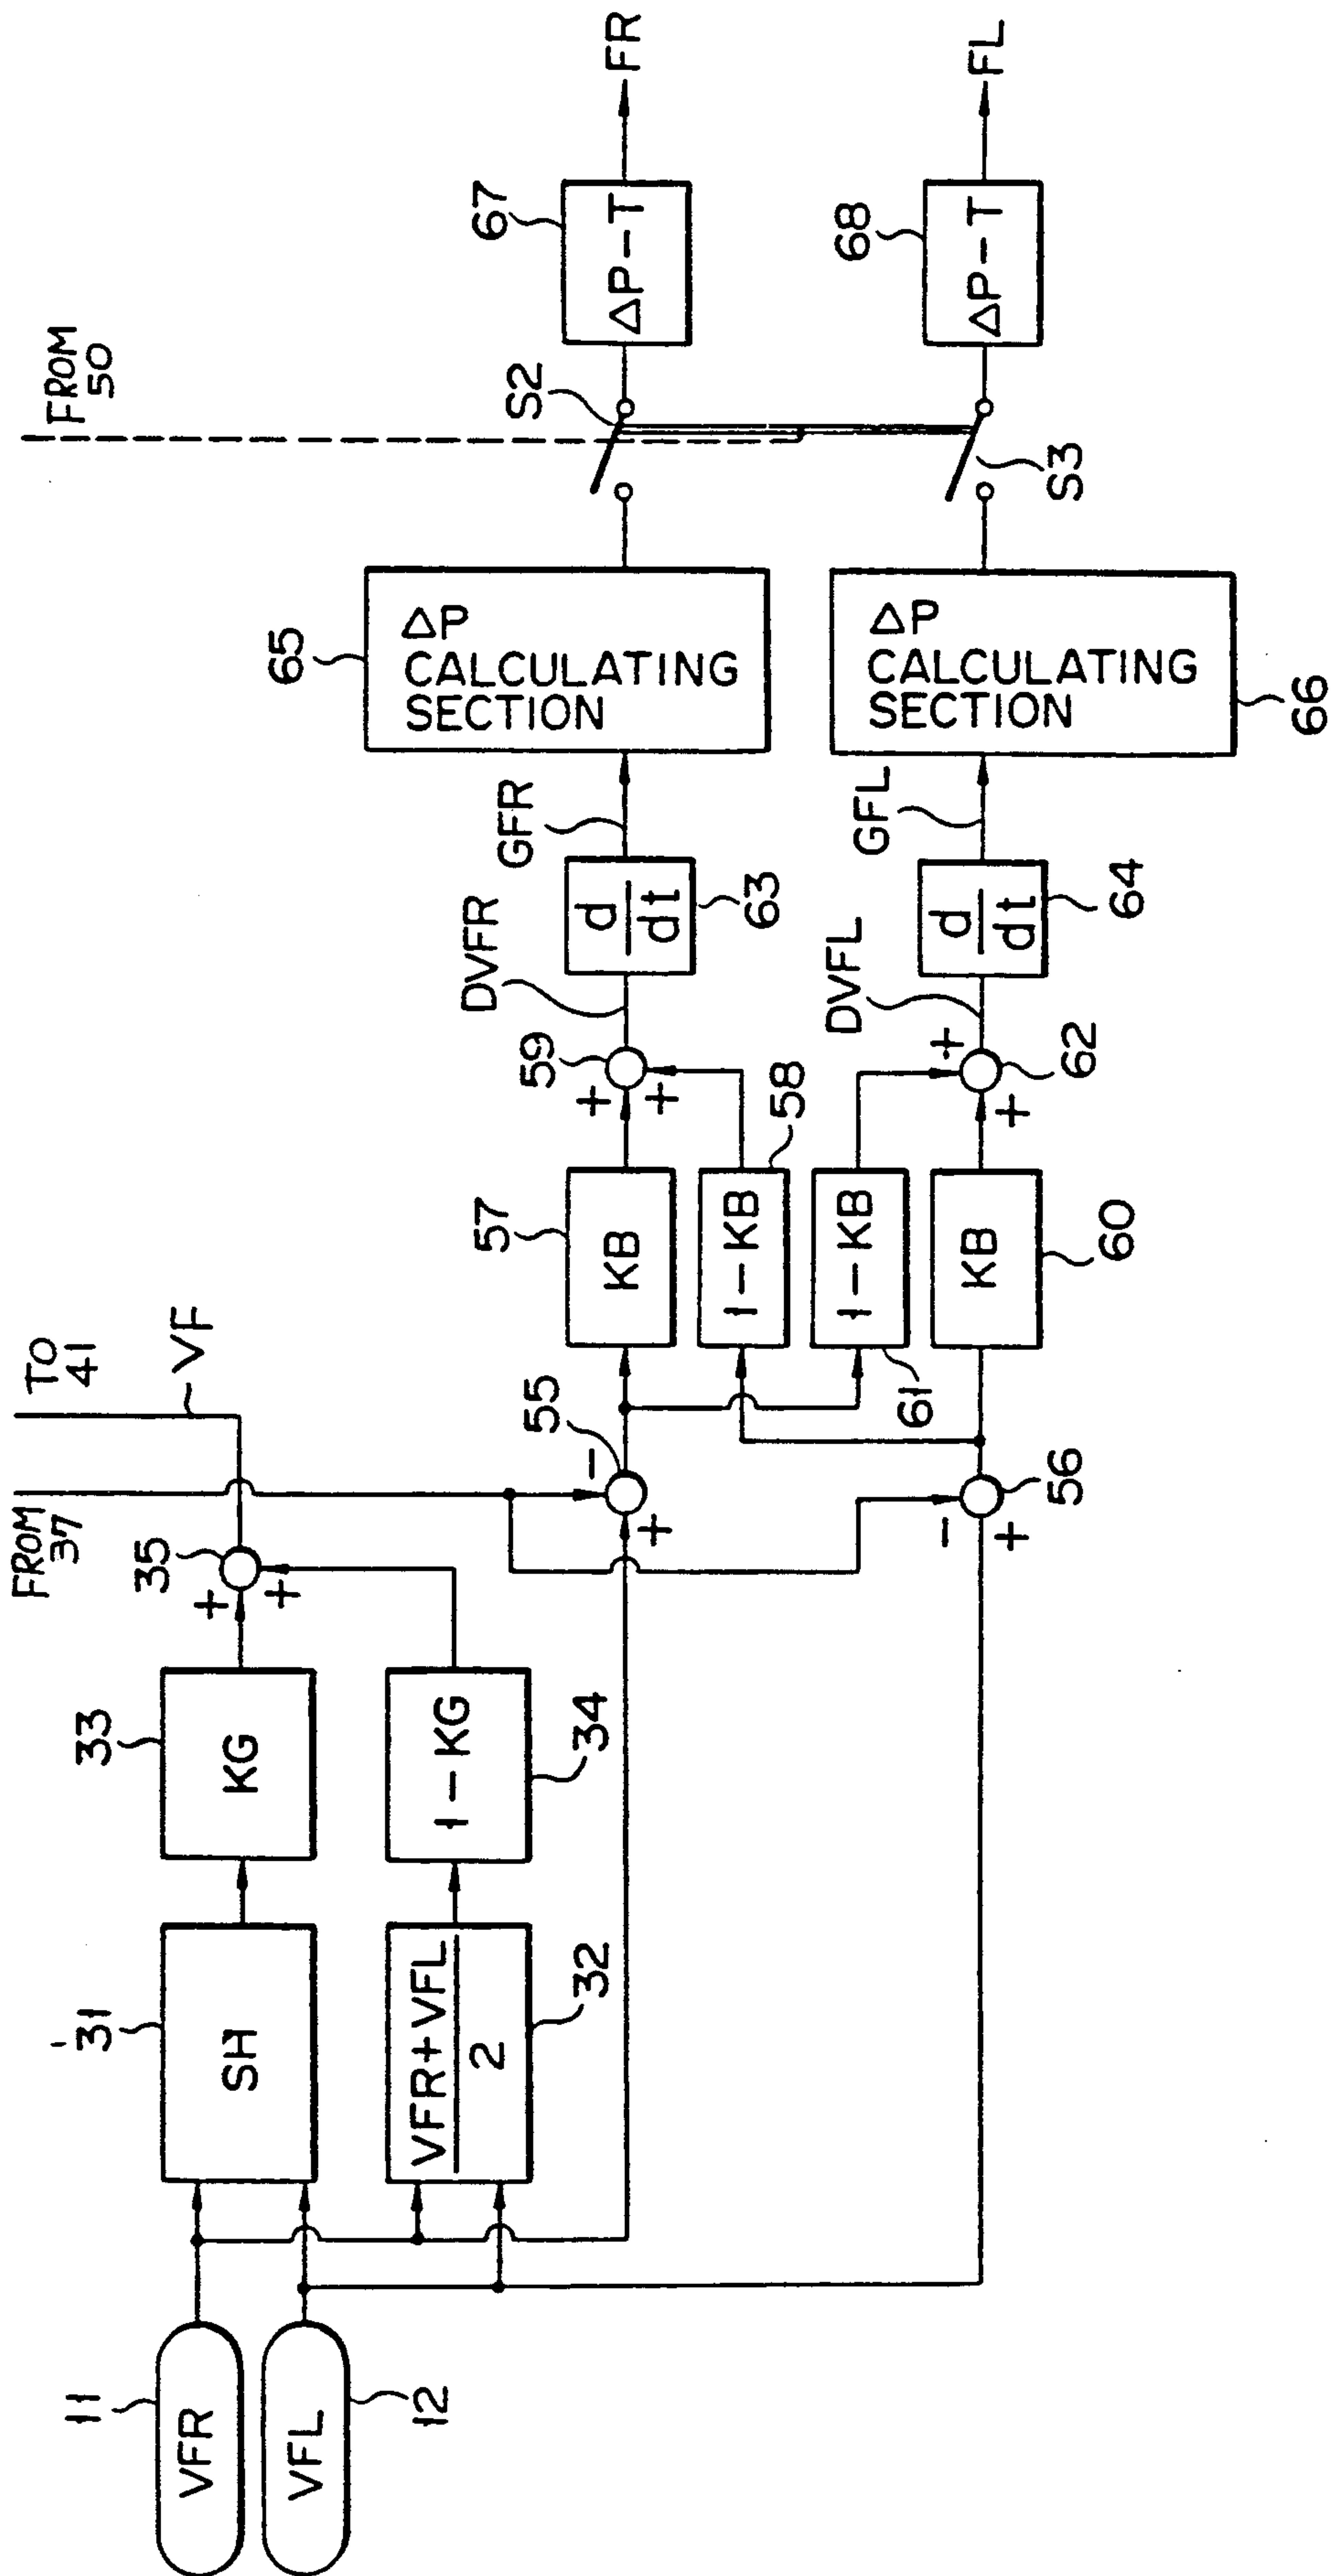 11
VFR
VFL
12
31
SH
VFR+VFL
2
32
33
KG
1-KG
34
FROM
37
35
+
+
TO
41
VF
55
-
+
-
+
56
57
KB
1-KB
58
1-KB
61
KB
60
59
+
+
+
+
62
DVFR
DVFL
d
dt
63
d
dt
64
GFR
GFL
65
ΔP
CALCULATING
SECTION
ΔP
CALCULATING
SECTION
66
FROM
50
S2
S3
67
ΔP-T
68
ΔP-T
FR
FL